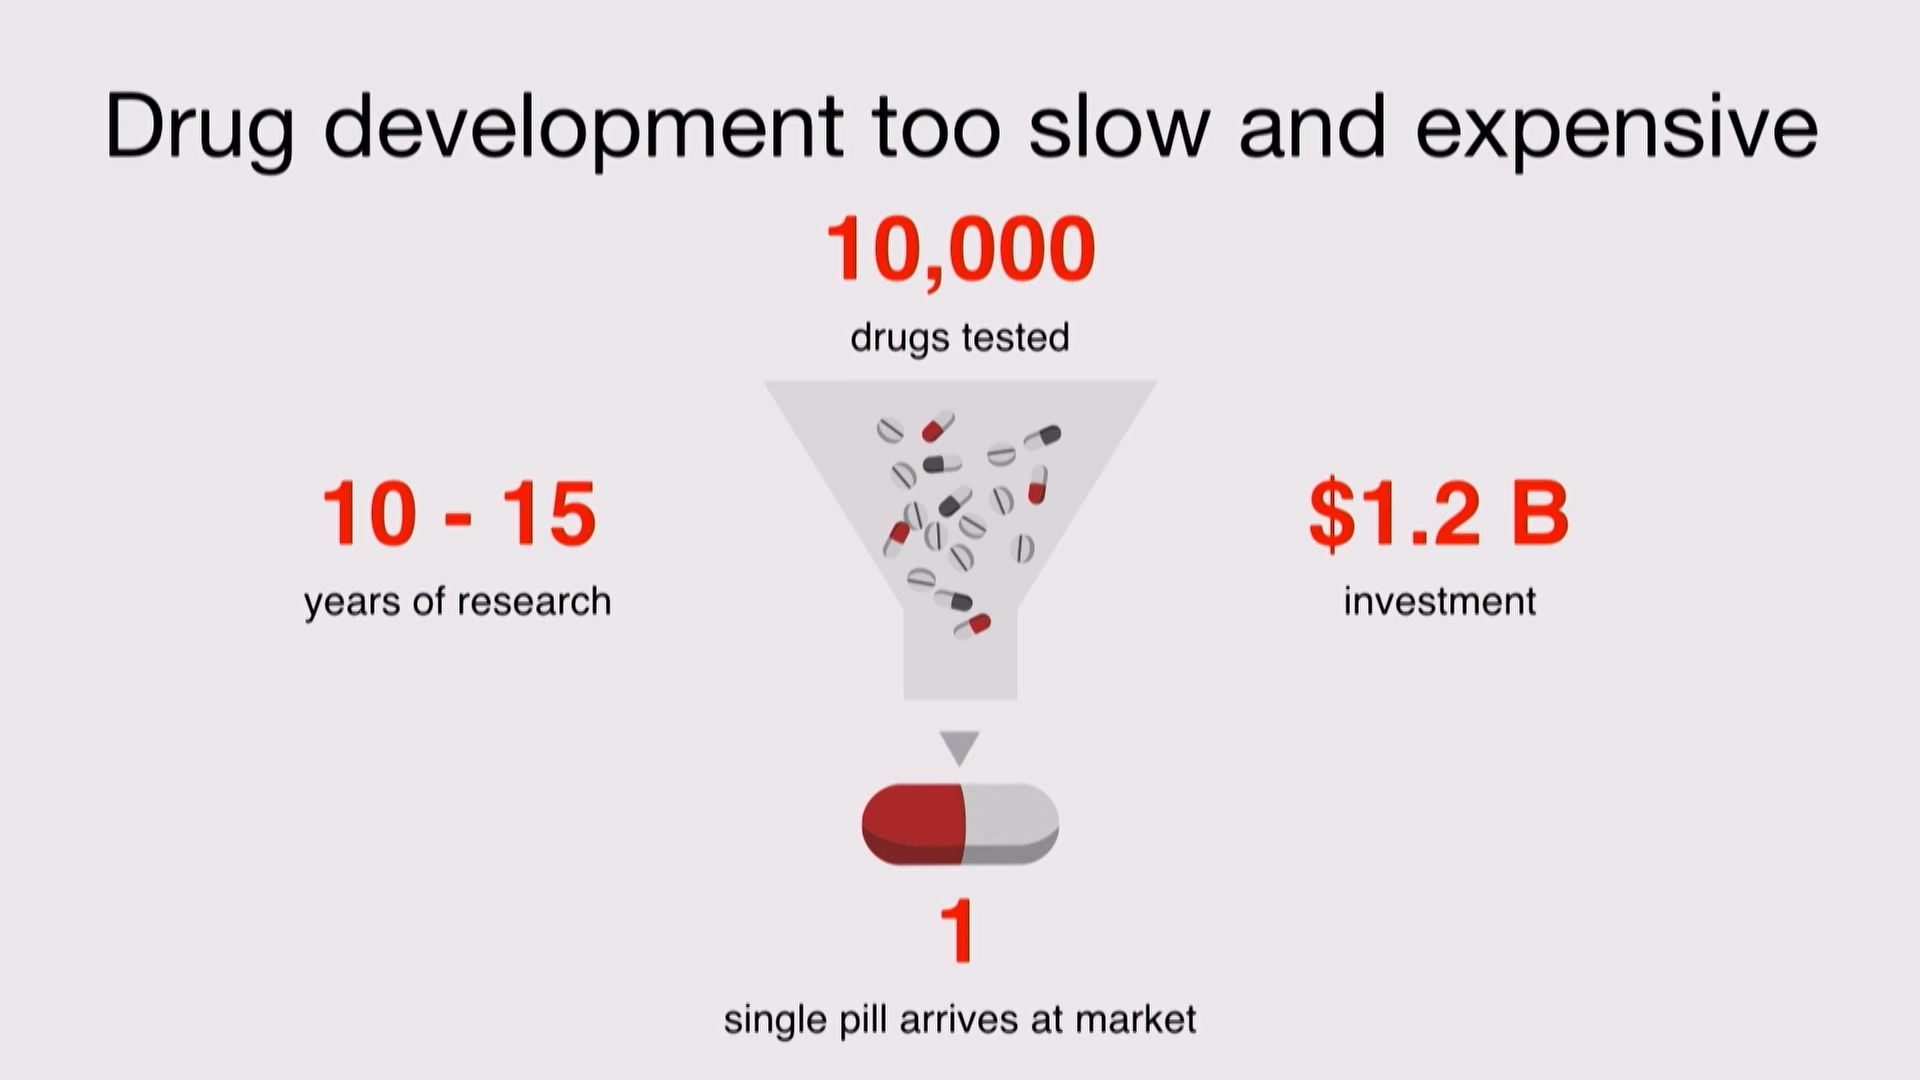 Drug development too slow and expensive
10,000
drugs tested
10 - 15
years of research
$1.2 B
investment
1
single pill arrives at market